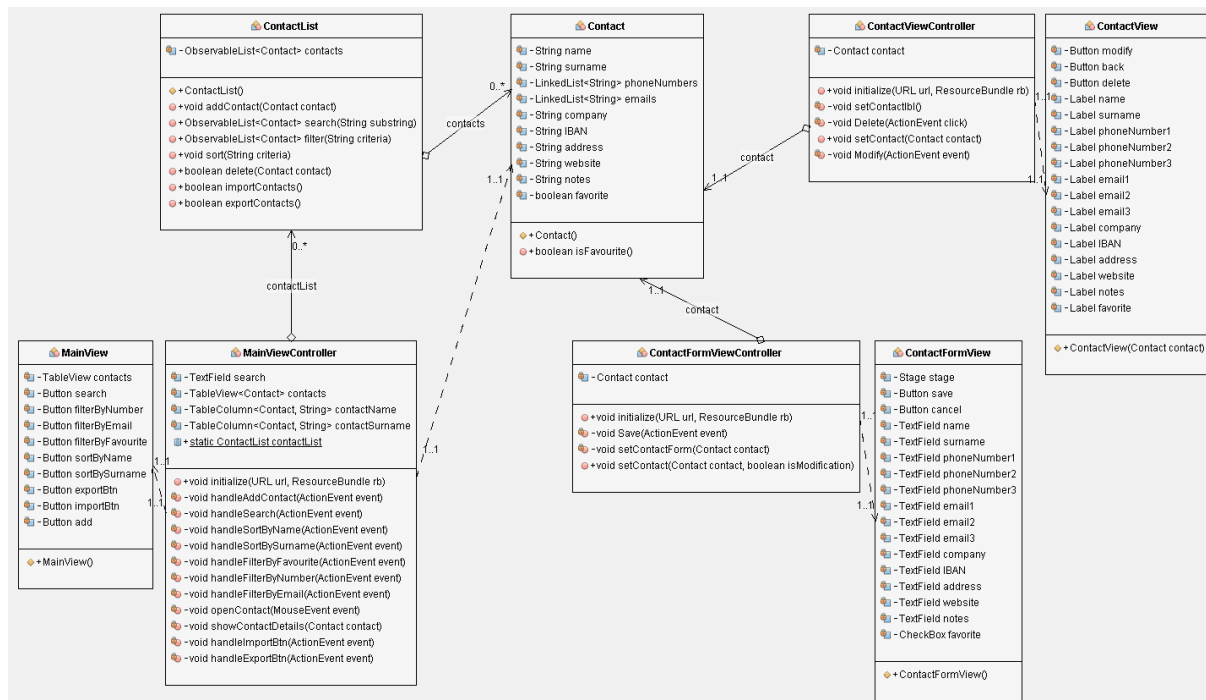 ContactList
- ObservableList<Contact> contacts
+ ContactList()
+ void addContact(Contact contact)
+ ObservableList<Contact> search(String substring)
+ ObservableList<Contact> filter(String criteria)
+ void sort(String criteria)
+ boolean delete(Contact contact)
+ boolean importContacts()
+ boolean exportContacts()
0..*
contacts
Contact
- String name
- String surname
- LinkedList<String> phoneNumbers
- LinkedList<String> emails
- String company
- String IBAN
- String address
- String website
- String notes
- boolean favorite
+ Contact()
+ boolean isFavourite()
1..1
ContactViewController
- Contact contact
+ void initialize(URL url, ResourceBundle rb)
- void setContactlbl()
- void Delete(ActionEvent click)
+ void setContact(Contact contact)
- void Modify(ActionEvent event)
contact
1..1
1..1
1..1
ContactView
- Button modify
- Button back
- Button delete
- Label name
- Label surname
- Label phoneNumber1
- Label phoneNumber2
- Label phoneNumber3
- Label email1
- Label email2
- Label email3
- Label company
- Label IBAN
- Label address
- Label website
- Label notes
- Label favorite
+ ContactView(Contact contact)
0..*
contactList
1..1
contact
MainView
- TableView contacts
- Button search
- Button filterByNumber
- Button filterByEmail
- Button filterByFavourite
- Button sortByName
- Button sortBySurname
- Button exportBtn
- Button importBtn
- Button add
+ MainView()
1..1
1..1
MainViewController
- TextField search
- TableView<Contact> contacts
- TableColumn<Contact, String> contactName
- TableColumn<Contact, String> contactSurname
+ static ContactList contactList
+ void initialize(URL url, ResourceBundle rb)
- void handleAddContact(ActionEvent event)
- void handleSearch(ActionEvent event)
- void handleSortByName(ActionEvent event)
- void handleSortBySurname(ActionEvent event)
- void handleFilterByFavourite(ActionEvent event)
- void handleFilterByNumber(ActionEvent event)
- void handleFilterByEmail(ActionEvent event)
- void openContact(MouseEvent event)
- void showContactDetails(Contact contact)
- void handleImportBtn(ActionEvent event)
- void handleExportBtn(ActionEvent event)
1..1
ContactFormViewController
- Contact contact
+ void initialize(URL url, ResourceBundle rb)
- void Save(ActionEvent event)
- void setContactForm(Contact contact)
+ void setContact(Contact contact, boolean isModification)
1..1
1..1
ContactFormView
- Stage stage
- Button save
- Button cancel
- TextField name
- TextField surname
- TextField phoneNumber1
- TextField phoneNumber2
- TextField phoneNumber3
- TextField email1
- TextField email2
- TextField email3
- TextField company
- TextField IBAN
- TextField address
- TextField website
- TextField notes
- CheckBox favorite
+ ContactFormView()